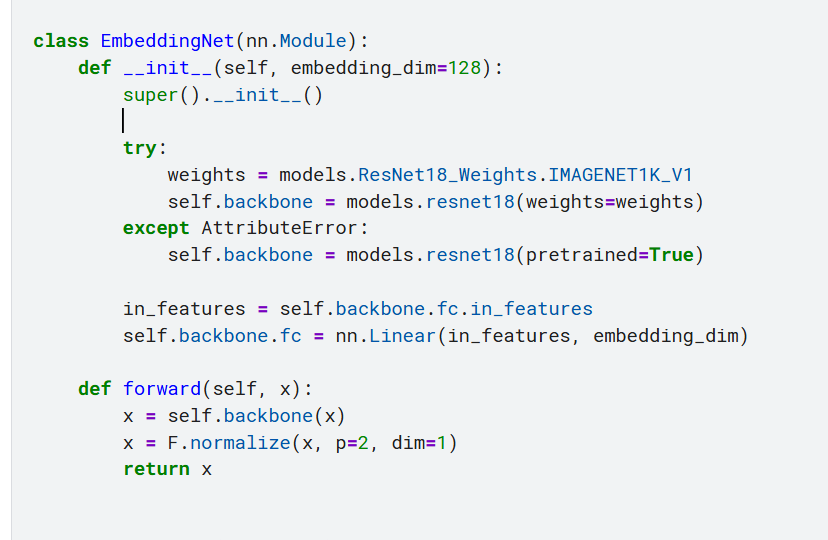 class EmbeddingNet(nn.Module):
    def __init__(self, embedding_dim=128):
        super().__init__()
        try:
            weights = models.ResNet18_Weights.IMAGENET1K_V1
            self.backbone = models.resnet18(weights=weights)
        except AttributeError:
            self.backbone = models.resnet18(pretrained=True)
        in_features = self.backbone.fc.in_features
        self.backbone.fc = nn.Linear(in_features, embedding_dim)
    def forward(self, x):
        x = self.backbone(x)
        x = F.normalize(x, p=2, dim=1)
        return x